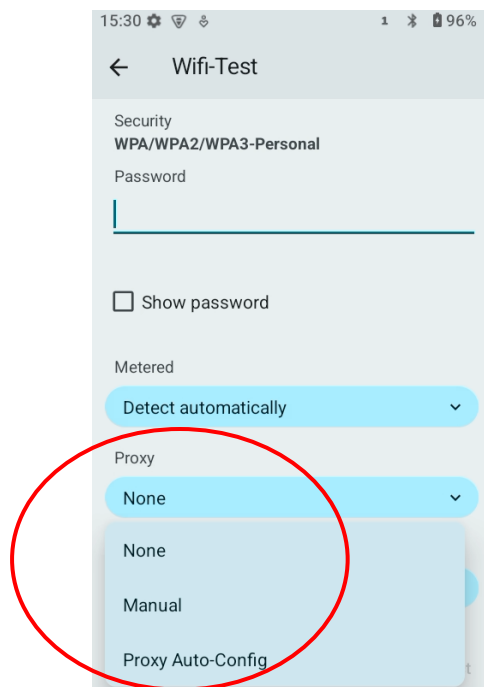 15:30 1 96%
Wifi-Test
Security
WPA/WPA2/WPA3-Personal
Password
Show password
Metered
Detect automatically
Proxy
None
None
Manual
Proxy Auto-Config